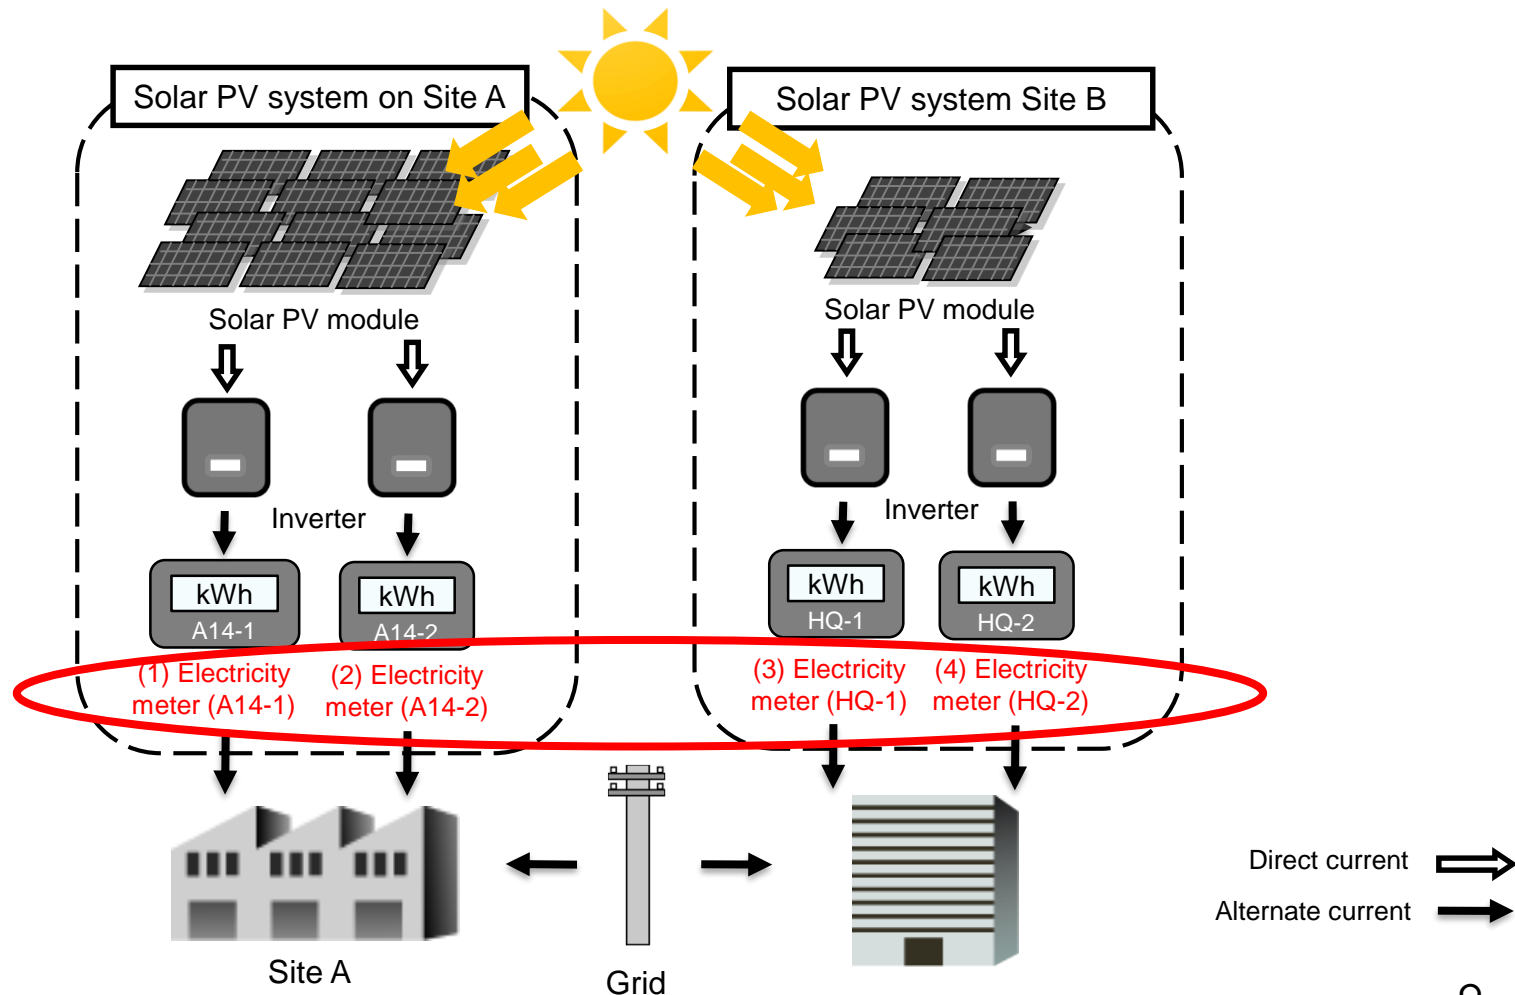 Solar PV system on Site A
Solar PV system Site B
Solar PV module
Solar PV module
Inverter
Inverter
kWh
A14-1
kWh
A14-2
kWh
HQ-1
kWh
HQ-2
(1) Electricity
meter (A14-1)
(2) Electricity
meter (A14-2)
(3) Electricity
meter (HQ-1)
(4) Electricity
meter (HQ-2)
Direct current
Alternate current
Site A
Grid